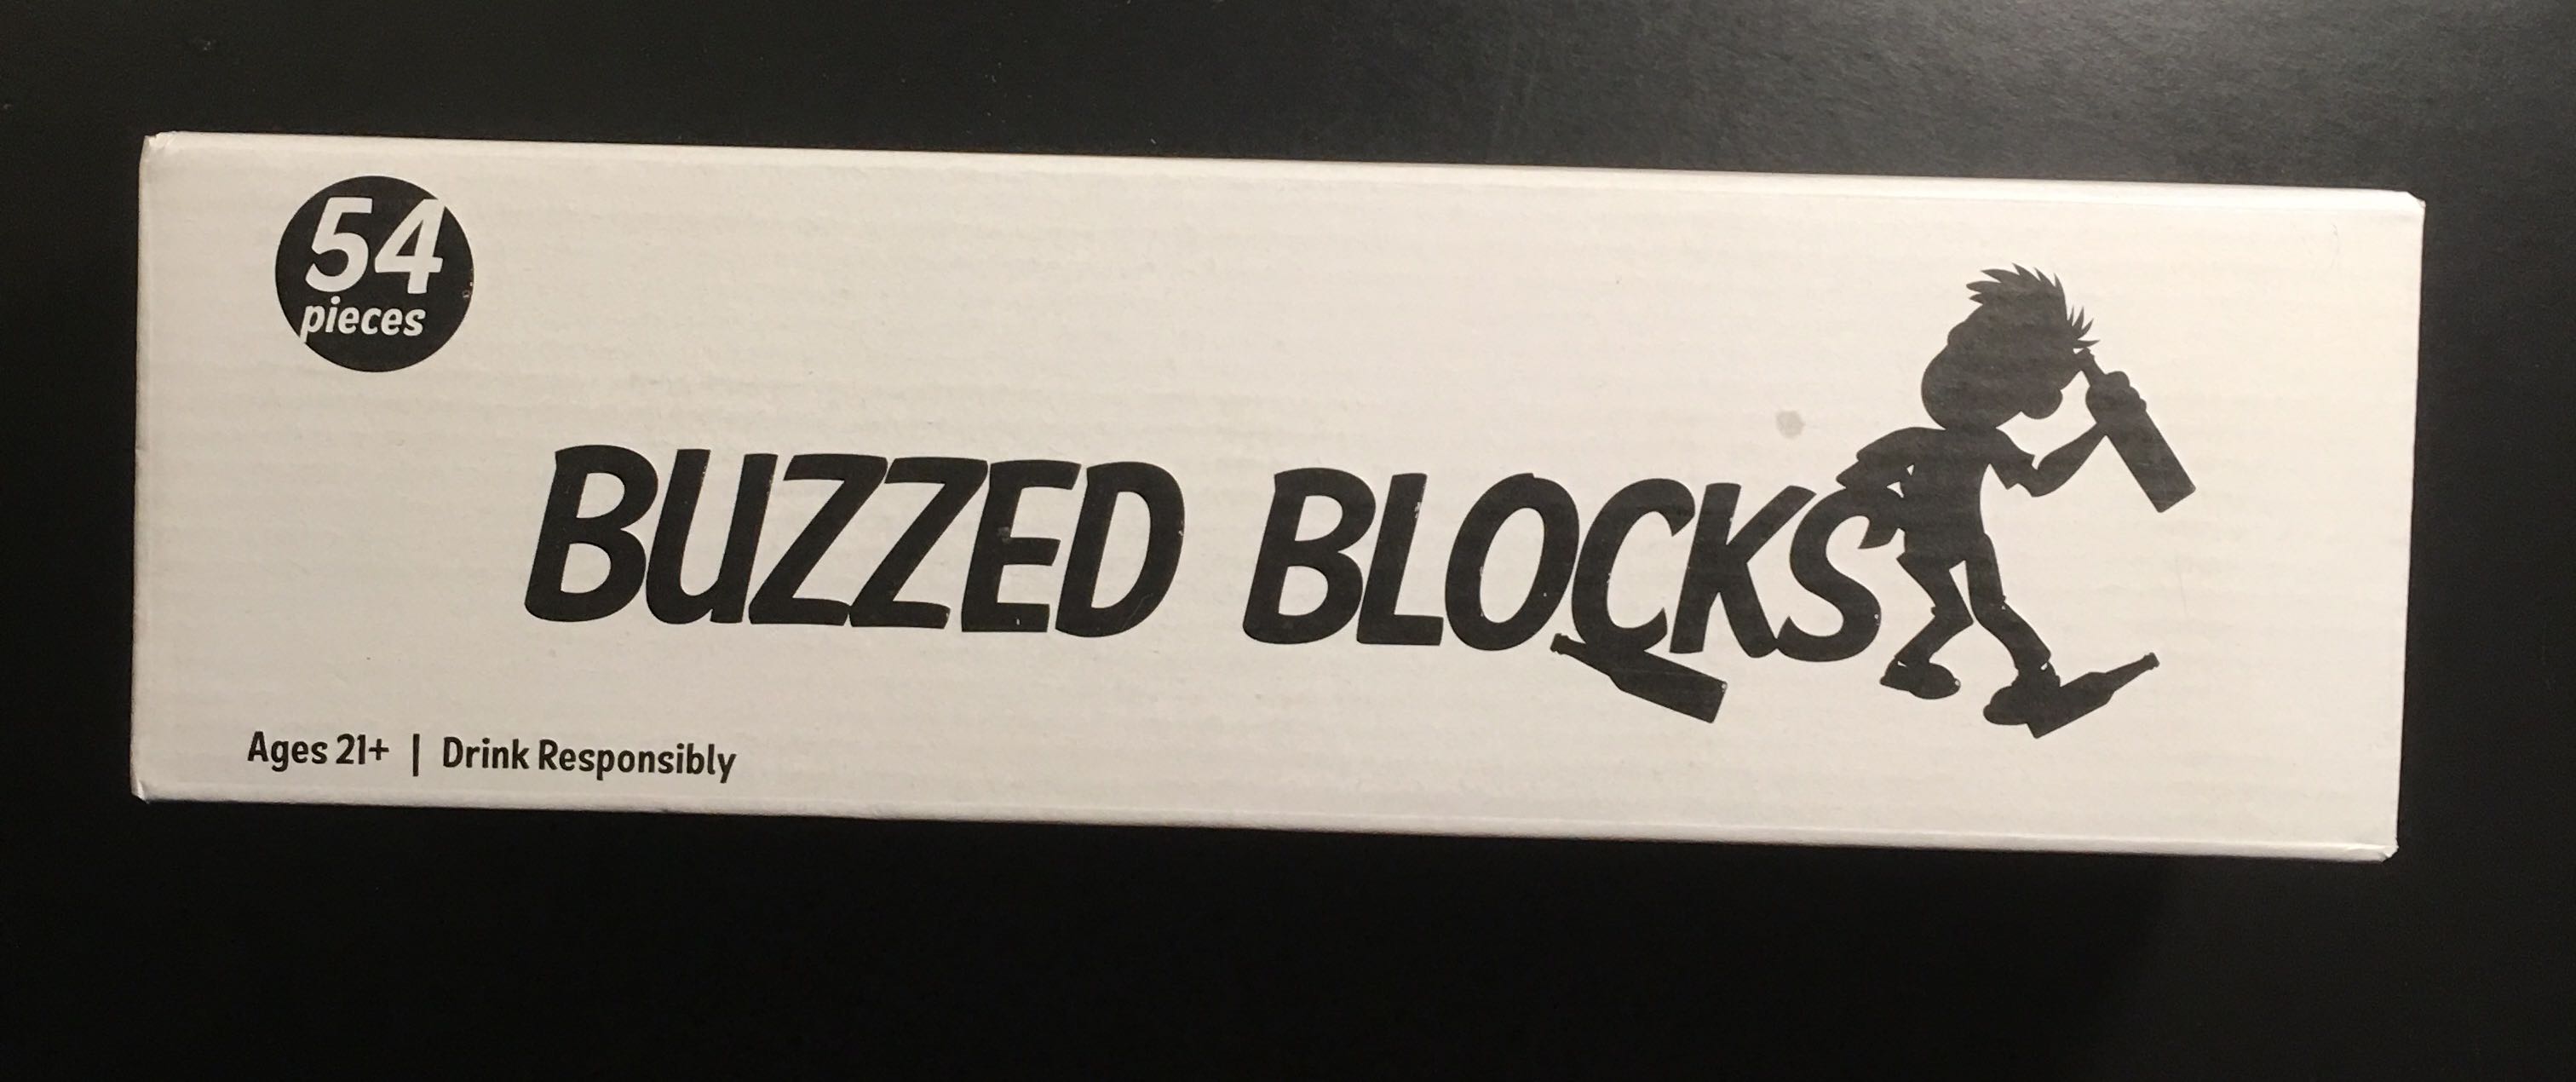 54
pieces
BUZZED BLOCKS
Ages 21+ | Drink Responsibly